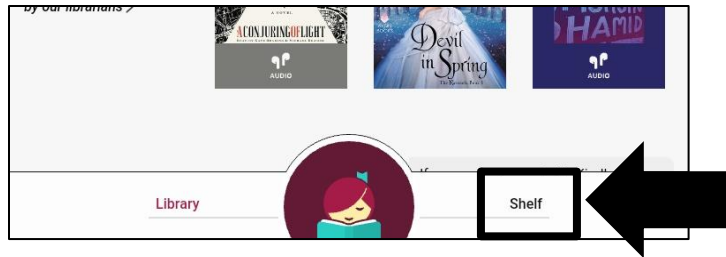 by our librarians >
A NOVEL
A CONJURING OF LIGHT
AUDIO
Devil
in Spring
HAMID
AUDIO
Library
Shelf